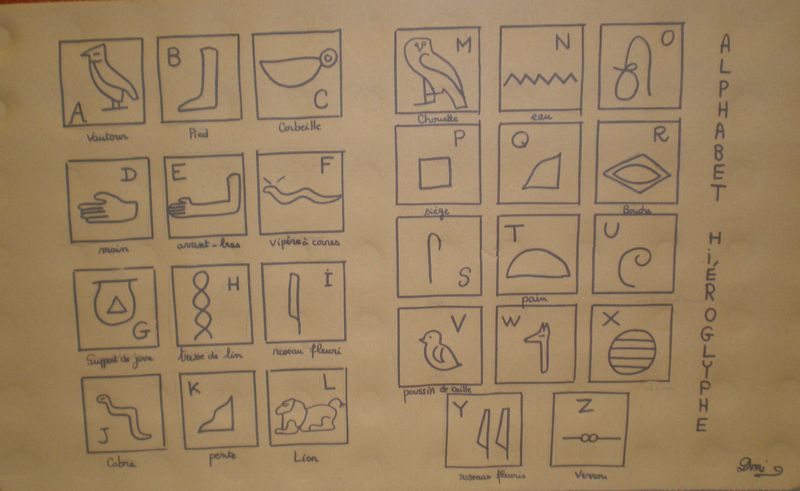 A
Vautour
B
Pied
C
Corbeille
D
main
E
avant-bras
F
vipère à cornes
G
Support de jarre
H
tresse de lin
I
roseau fleuri
J
Cobra
K
pente
L
Lion
M
Chouette
N
eau
O
P
siège
Q
R
Bouche
S
T
pain
U
V
poussin de caille
W
X
Y
roseaux fleuris
Z
Verrou
ALPHABET HIÉROGLYPHE